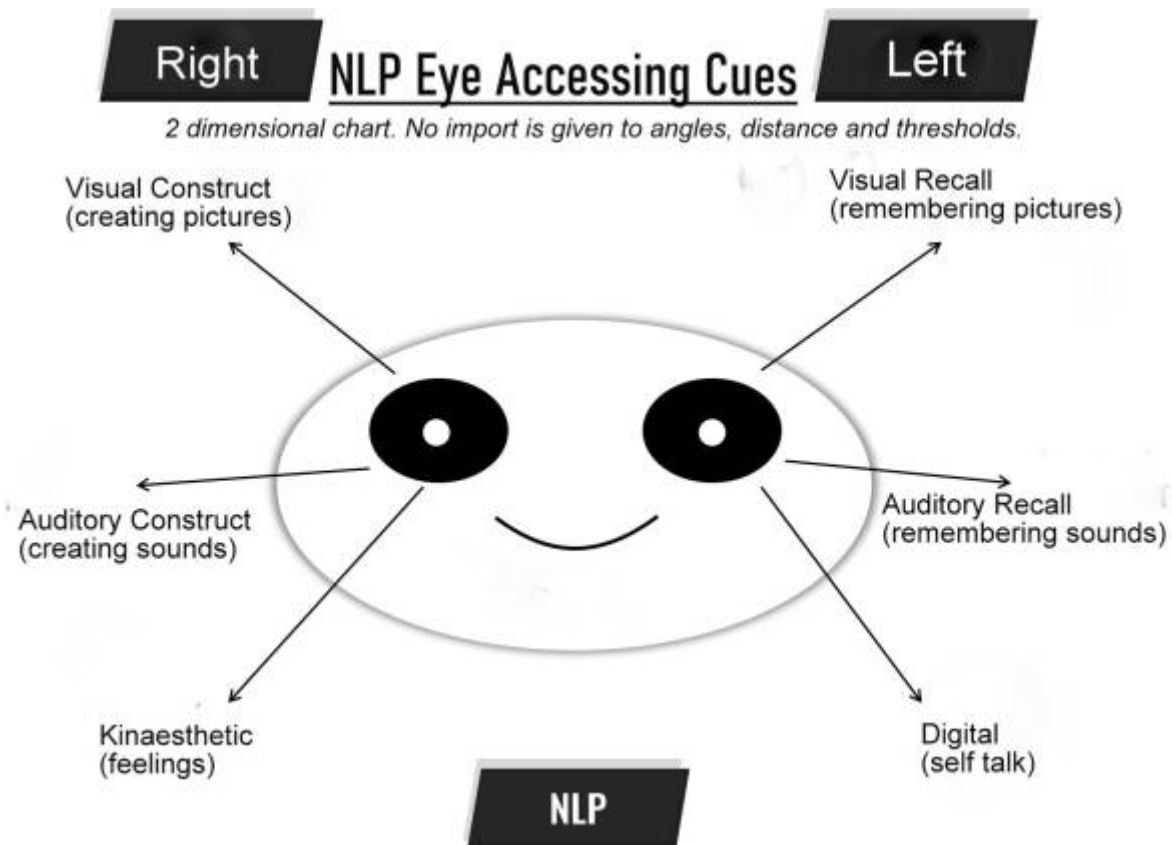 Right
Left
NLP Eye Accessing Cues
2 dimensional chart. No import is given to angles, distance and thresholds.
Visual Construct
(creating pictures)
Visual Recall
(remembering pictures)
Auditory Construct
(creating sounds)
Auditory Recall
(remembering sounds)
Kinaesthetic
(feelings)
Digital
(self talk)
NLP